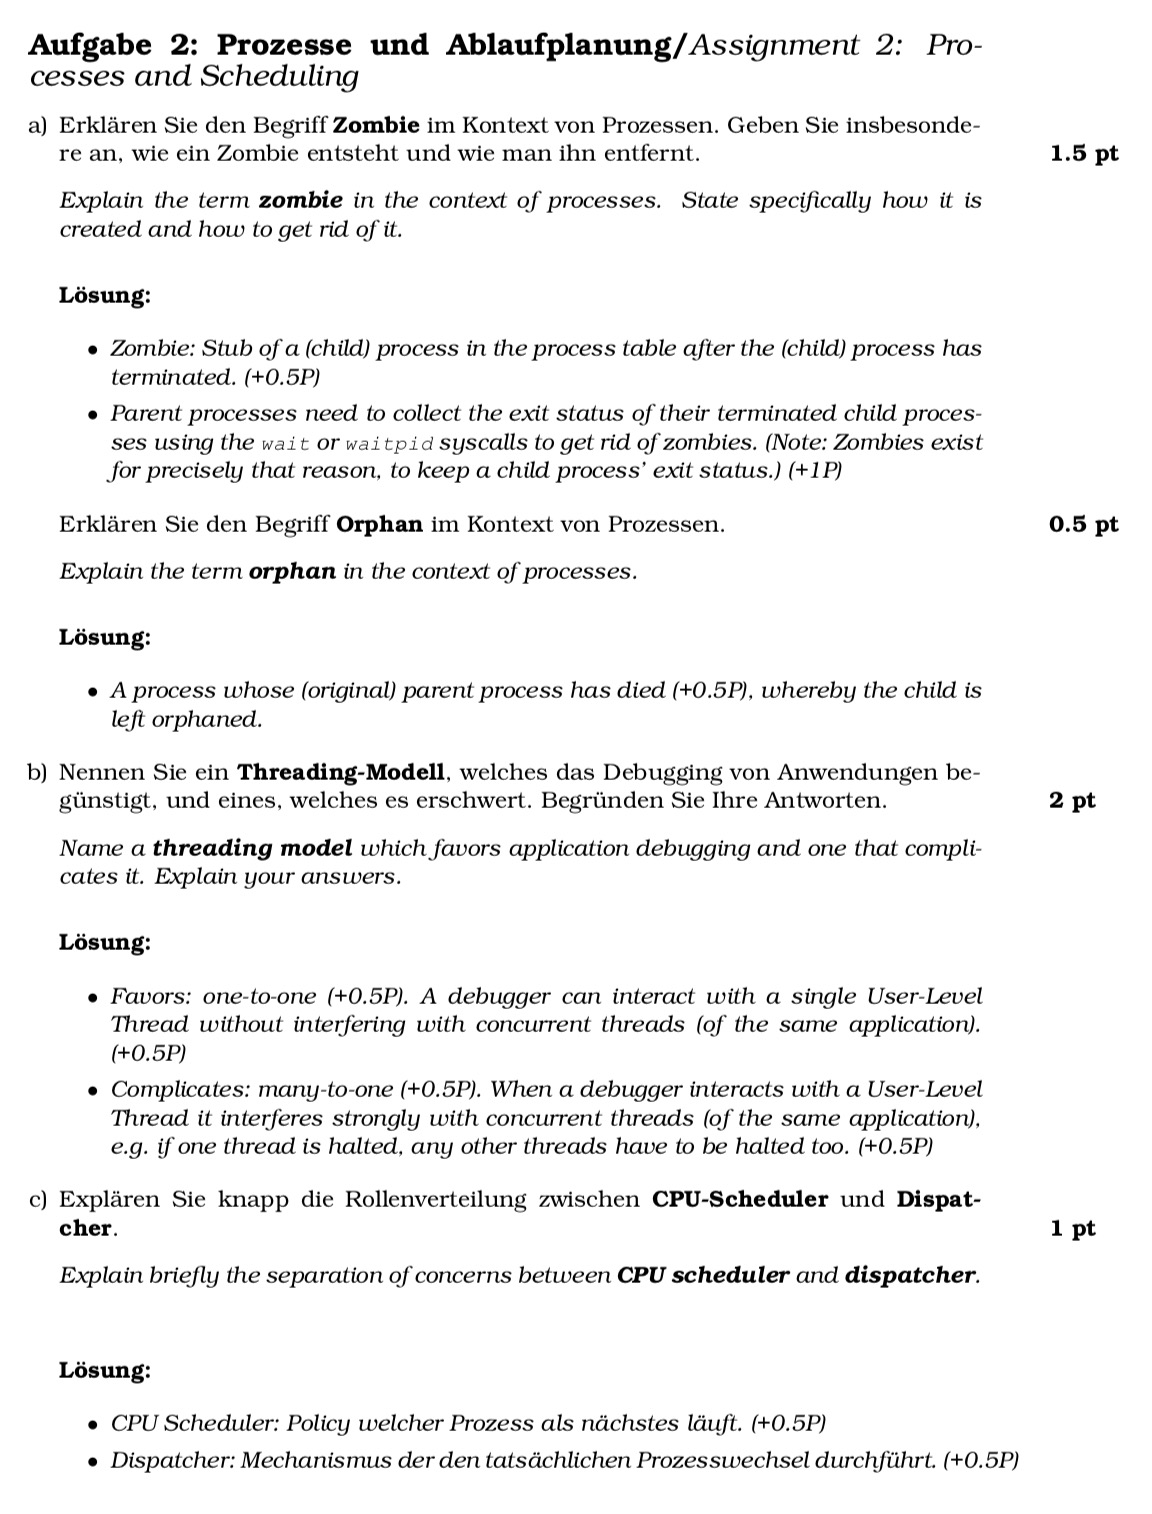 Aufgabe 2: Prozesse und Ablaufplanung/Assignment 2: Pro-
cesses and Scheduling
a) Erklären Sie den Begriff Zombie im Kontext von Prozessen. Geben Sie insbesonde-
re an, wie ein Zombie entsteht und wie man ihn entfernt. 1.5 pt
Explain the term zombie in the context of processes. State specifically how it is
created and how to get rid of it.
Lösung:
• Zombie: Stub of a (child) process in the process table after the (child) process has
terminated. (+0.5P)
• Parent processes need to collect the exit status of their terminated child proces-
ses using the wait or waitpid syscalls to get rid of zombies. (Note: Zombies exist
for precisely that reason, to keep a child process' exit status.) (+1P)
Erklären Sie den Begriff Orphan im Kontext von Prozessen. 0.5 pt
Explain the term orphan in the context of processes.
Lösung:
• A process whose (original) parent process has died (+0.5P), whereby the child is
left orphaned.
b) Nennen Sie ein Threading-Modell, welches das Debugging von Anwendungen be-
günstigt, und eines, welches es erschwert. Begründen Sie Ihre Antworten. 2 pt
Name a threading model which favors application debugging and one that compli-
cates it. Explain your answers.
Lösung:
• Favors: one-to-one (+0.5P). A debugger can interact with a single User-Level
Thread without interfering with concurrent threads (of the same application).
(+0.5P)
• Complicates: many-to-one (+0.5P). When a debugger interacts with a User-Level
Thread it interferes strongly with concurrent threads (of the same application),
e.g. if one thread is halted, any other threads have to be halted too. (+0.5P)
c) Explären Sie knapp die Rollenverteilung zwischen CPU-Scheduler und Dispat-
cher. 1 pt
Explain briefly the separation of concerns between CPU scheduler and dispatcher.
Lösung:
• CPU Scheduler: Policy welcher Prozess als nächstes läuft. (+0.5P)
• Dispatcher: Mechanismus der den tatsächlichen Prozesswechsel durchführt. (+0.5P)